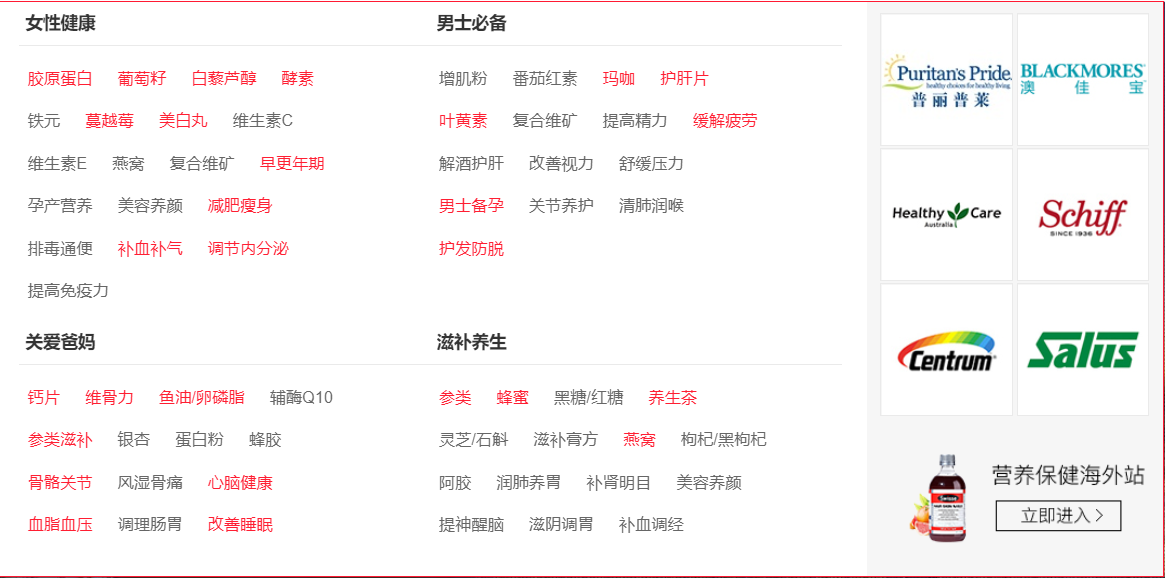 女性健康
胶原蛋白 葡萄籽 白藜芦醇 酵素
铁元 蔓越莓 美白丸 维生素C
维生素E 燕窝 复合维矿 早更年期
孕产营养 美容养颜 减肥瘦身
排毒通便 补血补气 调节内分泌
提高免疫力
男士必备
增肌粉 番茄红素 玛咖 护肝片
叶黄素 复合维矿 提高精力 缓解疲劳
解酒护肝 改善视力 舒缓压力
男士备孕 关节养护 清肺润喉
护发防脱
关爱爸妈
钙片 维骨力 鱼油/卵磷脂 辅酶Q10
参类滋补 银杏 蛋白粉 蜂胶
骨骼关节 风湿骨痛 心脑健康
血脂血压 调理肠胃 改善睡眠
滋补养生
参类 蜂蜜 黑糖/红糖 养生茶
灵芝/石斛 滋补膏方 燕窝 枸杞/黑枸杞
阿胶 润肺养胃 补肾明目 美容养颜
提神醒脑 滋阴调胃 补血调经
Puritan's Pride
healthy choices for healthy living
普丽普莱
BLACKMORES
澳佳宝
Healthy Care
Australia
Schiff
SINCE 1936
Centrum
Salus
Swisse
营养保健海外站
立即进入>